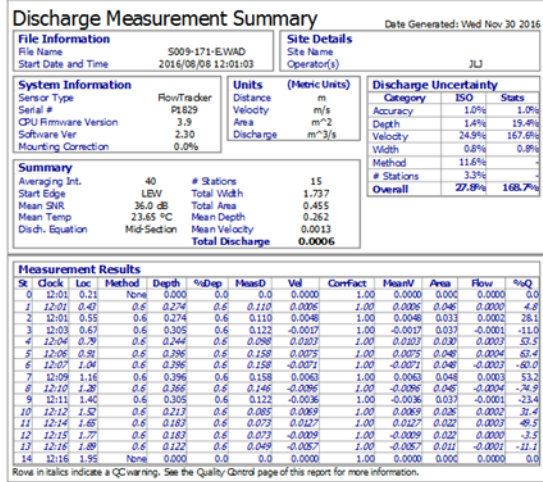 Discharge Measurement Summary
Date Generated: Wed Nov 30 2016
File Information
File Name S009-171-E.WAD
Start Date and Time 2016/08/08 12:01:03
Site Details
Site Name
Operator(s) JLJ
System Information
Sensor Type FlowTracker
Serial # P1829
CPU Firmware Version 3.9
Software Ver 2.30
Mounting Correction 0.0%
Units (Metric Units)
Distance m
Velocity m/s
Area m^2
Discharge m^3/s
Discharge Uncertainty
Category ISO Stats
Accuracy 1.0% 1.0%
Depth 1.4% 19.4%
Velocity 24.9% 167.6%
Width 0.8% 0.8%
Method 11.6% -
# Stations 3.3% -
Overall 27.8% 168.7%
Summary
Averaging Int. 40 # Stations 15
Start Edge LEW Total Width 1.737
Mean SNR 36.0 dB Total Area 0.455
Mean Temp 23.65 °C Mean Depth 0.262
Disch. Equation Mid-Section Mean Velocity 0.0013
Total Discharge 0.0006
Measurement Results
St Clock Loc Method Depth %Dep MeasD Vel CorrFact MeanV Area Flow %Q
0 12:01 0.21 None 0.000 0.0 0.0 0.0000 1.00 0.0000 0.000 0.0000 0.0
1 12:01 0.43 0.6 0.274 0.6 0.110 0.0006 1.00 0.0006 0.046 0.0000 4.8
2 12:01 0.55 0.6 0.274 0.6 0.110 0.0048 1.00 0.0048 0.033 0.0002 28.1
3 12:03 0.67 0.6 0.305 0.6 0.122 -0.0017 1.00 -0.0017 0.037 -0.0001 -11.0
4 12:04 0.79 0.6 0.244 0.6 0.098 0.0103 1.00 0.0103 0.030 0.0003 53.5
5 12:06 0.91 0.6 0.396 0.6 0.158 0.0075 1.00 0.0075 0.048 0.0004 63.4
6 12:07 1.04 0.6 0.396 0.6 0.158 -0.0071 1.00 -0.0071 0.048 -0.0003 -60.0
7 12:09 1.16 0.6 0.396 0.6 0.158 0.0063 1.00 0.0063 0.048 0.0003 53.2
8 12:10 1.28 0.6 0.366 0.6 0.146 -0.0096 1.00 -0.0096 0.045 -0.0004 -74.9
9 12:11 1.40 0.6 0.305 0.6 0.122 -0.0036 1.00 -0.0036 0.037 -0.0001 -23.4
10 12:12 1.52 0.6 0.213 0.6 0.085 0.0069 1.00 0.0069 0.026 0.0002 31.4
11 12:14 1.65 0.6 0.183 0.6 0.073 0.0127 1.00 0.0127 0.022 0.0003 49.5
12 12:15 1.77 0.6 0.183 0.6 0.073 -0.0009 1.00 -0.0009 0.022 0.0000 -3.5
13 12:16 1.89 0.6 0.122 0.6 0.049 -0.0057 1.00 -0.0057 0.011 -0.0001 -11.1
14 12:16 1.95 None 0.000 0.0 0.0 0.0000 1.00 0.0000 0.000 0.0000 0.0
Rows in italics indicate a QC warning. See the Quality Control page of this report for more information.